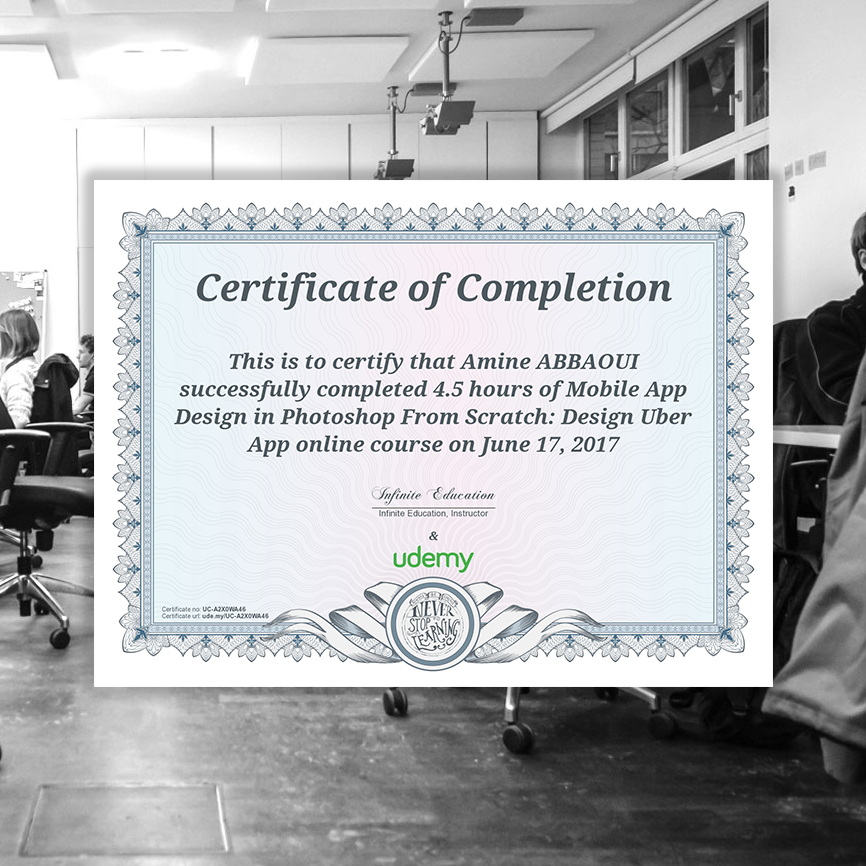 Certificate of Completion
This is to certify that Amine ABBAOUI
successfully completed 4.5 hours of Mobile App
Design in Photoshop From Scratch: Design Uber
App online course on June 17, 2017
Infinite Education
Infinite Education, Instructor
&
udemy
Certificate no: UC-A2X0WA46
Certificate url: ude.my/UC-A2X0WA46
NEVER
STOP
LEARNING